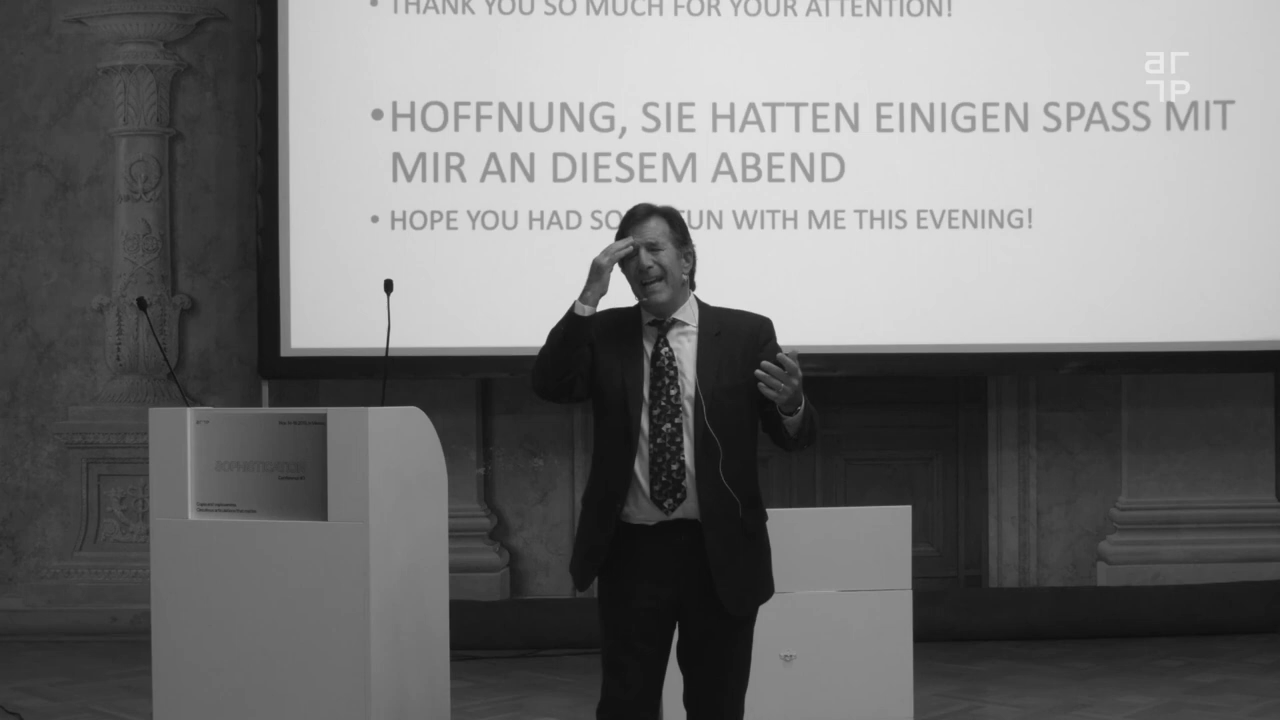 • THANK YOU SO MUCH FOR YOUR ATTENTION!
• HOFFNUNG, SIE HATTEN EINIGEN SPASS MIT
MIR AN DIESEM ABEND
• HOPE YOU HAD SO UN WITH ME THIS EVENING!